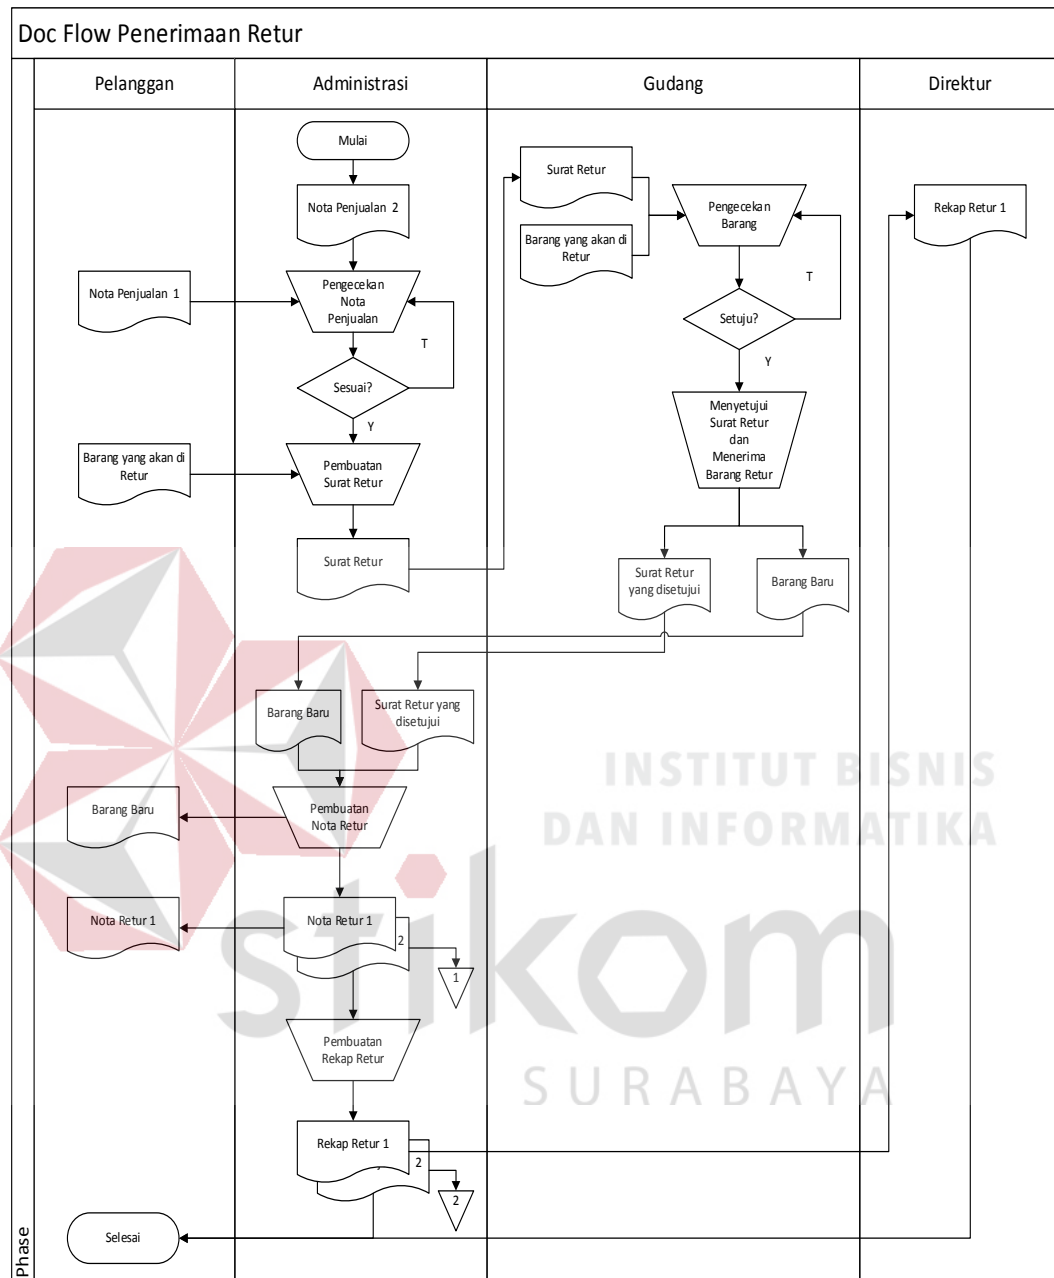 Doc Flow Penerimaan Retur
Pelanggan
Administrasi
Gudang
Direktur
Mulai
Nota Penjualan 2
Nota Penjualan 1
Pengecekan
Nota
Penjualan
T
Sesuai?
Y
Barang yang akan di
Retur
Pembuatan
Surat Retur
Surat Retur
Surat Retur
Barang yang akan di
Retur
Pengecekan
Barang
T
Setuju?
Y
Menyetujui
Surat Retur
dan
Menerima
Barang Retur
Surat Retur
yang disetujui
Barang Baru
Rekap Retur 1
Barang Baru
Surat Retur yang
disetujui
Pembuatan
Nota Retur
Barang Baru
Nota Retur 1
Nota Retur 1
2
1
Pembuatan
Rekap Retur
Rekap Retur 1
2
2
Selesai
Phase
INSTITUT BISNIS
DAN INFORMATIKA
stikom
SURABAYA